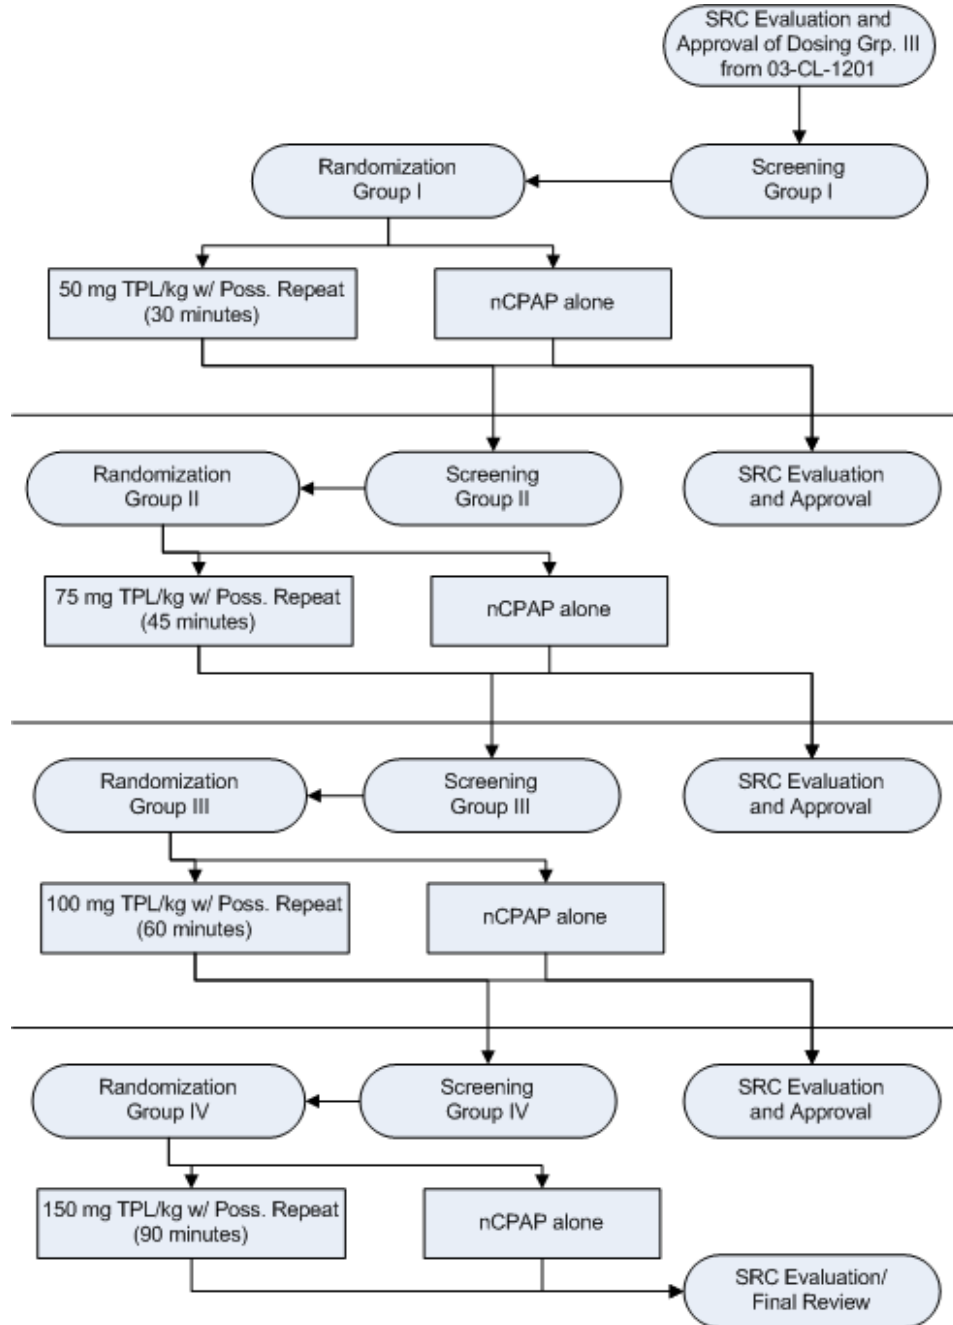 SRC Evaluation and
Approval of Dosing Grp. III
from 03-CL-1201
Randomization
Group I
Screening
Group I
50 mg TPL/kg w/ Poss. Repeat
(30 minutes)
nCPAP alone
Randomization
Group II
Screening
Group II
SRC Evaluation
and Approval
75 mg TPL/kg w/ Poss. Repeat
(45 minutes)
nCPAP alone
Randomization
Group III
Screening
Group III
SRC Evaluation
and Approval
100 mg TPL/kg w/ Poss. Repeat
(60 minutes)
nCPAP alone
Randomization
Group IV
Screening
Group IV
SRC Evaluation
and Approval
150 mg TPL/kg w/ Poss. Repeat
(90 minutes)
nCPAP alone
SRC Evaluation/
Final Review